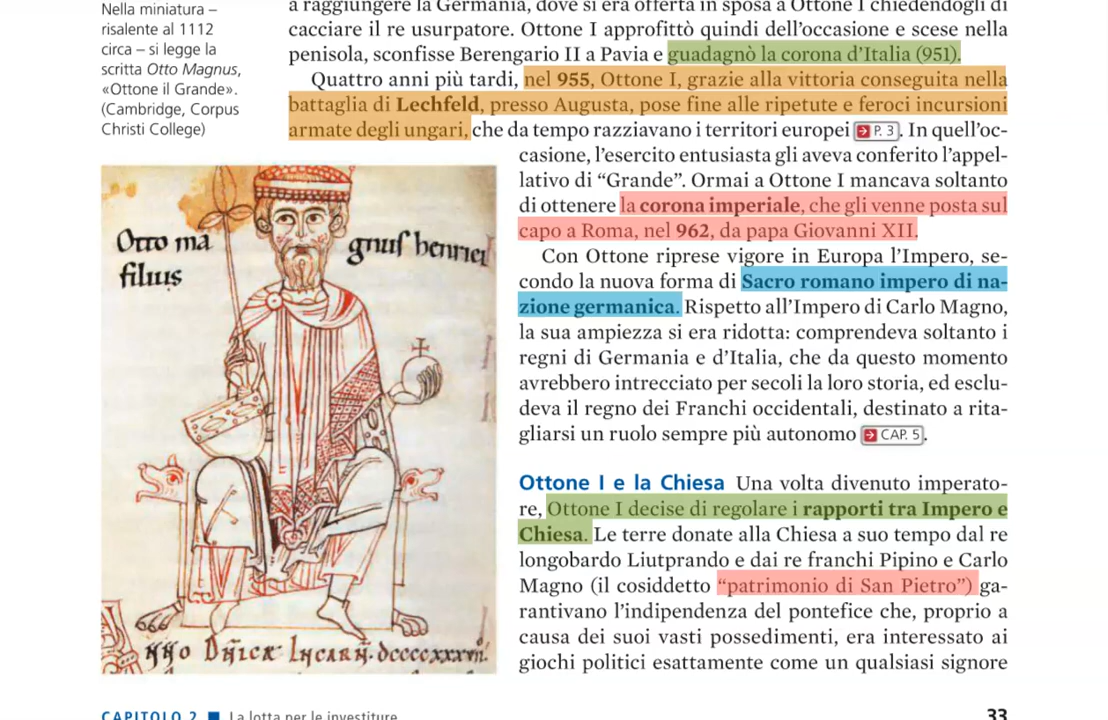 Nella miniatura –
risalente al 1112
circa – si legge la
scritta Otto Magnus,
«Ottone il Grande».
(Cambridge, Corpus
Christi College)
a raggiungere la Germania, dove si era offerta in sposa a Ottone I chiedendogli di
cacciare il re usurpatore. Ottone I approfittò quindi dell’occasione e scese nella
penisola, sconfisse Berengario II a Pavia e guadagnò la corona d’Italia (951).
Quattro anni più tardi, nel 955, Ottone I, grazie alla vittoria conseguita nella
battaglia di Lechfeld, presso Augusta, pose fine alle ripetute e feroci incursioni
armate degli ungari, che da tempo razziavano i territori europei P. 3. In quell’oc-
casione, l’esercito entusiasta gli aveva conferito l’appel-
lativo di “Grande”. Ormai a Ottone I mancava soltanto
di ottenere la corona imperiale, che gli venne posta sul
capo a Roma, nel 962, da papa Giovanni XII.
Con Ottone riprese vigore in Europa l’Impero, se-
condo la nuova forma di Sacro romano impero di na-
zione germanica. Rispetto all’Impero di Carlo Magno,
la sua ampiezza si era ridotta: comprendeva soltanto i
regni di Germania e d’Italia, che da questo momento
avrebbero intrecciato per secoli la loro storia, ed esclu-
deva il regno dei Franchi occidentali, destinato a rita-
gliarsi un ruolo sempre più autonomo CAP. 5.
Ottone I e la Chiesa Una volta divenuto imperato-
re, Ottone I decise di regolare i rapporti tra Impero e
Chiesa. Le terre donate alla Chiesa a suo tempo dal re
longobardo Liutprando e dai re franchi Pipino e Carlo
Magno (il cosiddetto “patrimonio di San Pietro”) ga-
rantivano l’indipendenza del pontefice che, proprio a
causa dei suoi vasti possedimenti, era interessato ai
giochi politici esattamente come un qualsiasi signore
Otto ma gnus henrici
filius
CAPITOLO 2 ■ La lotta per le investiture
33